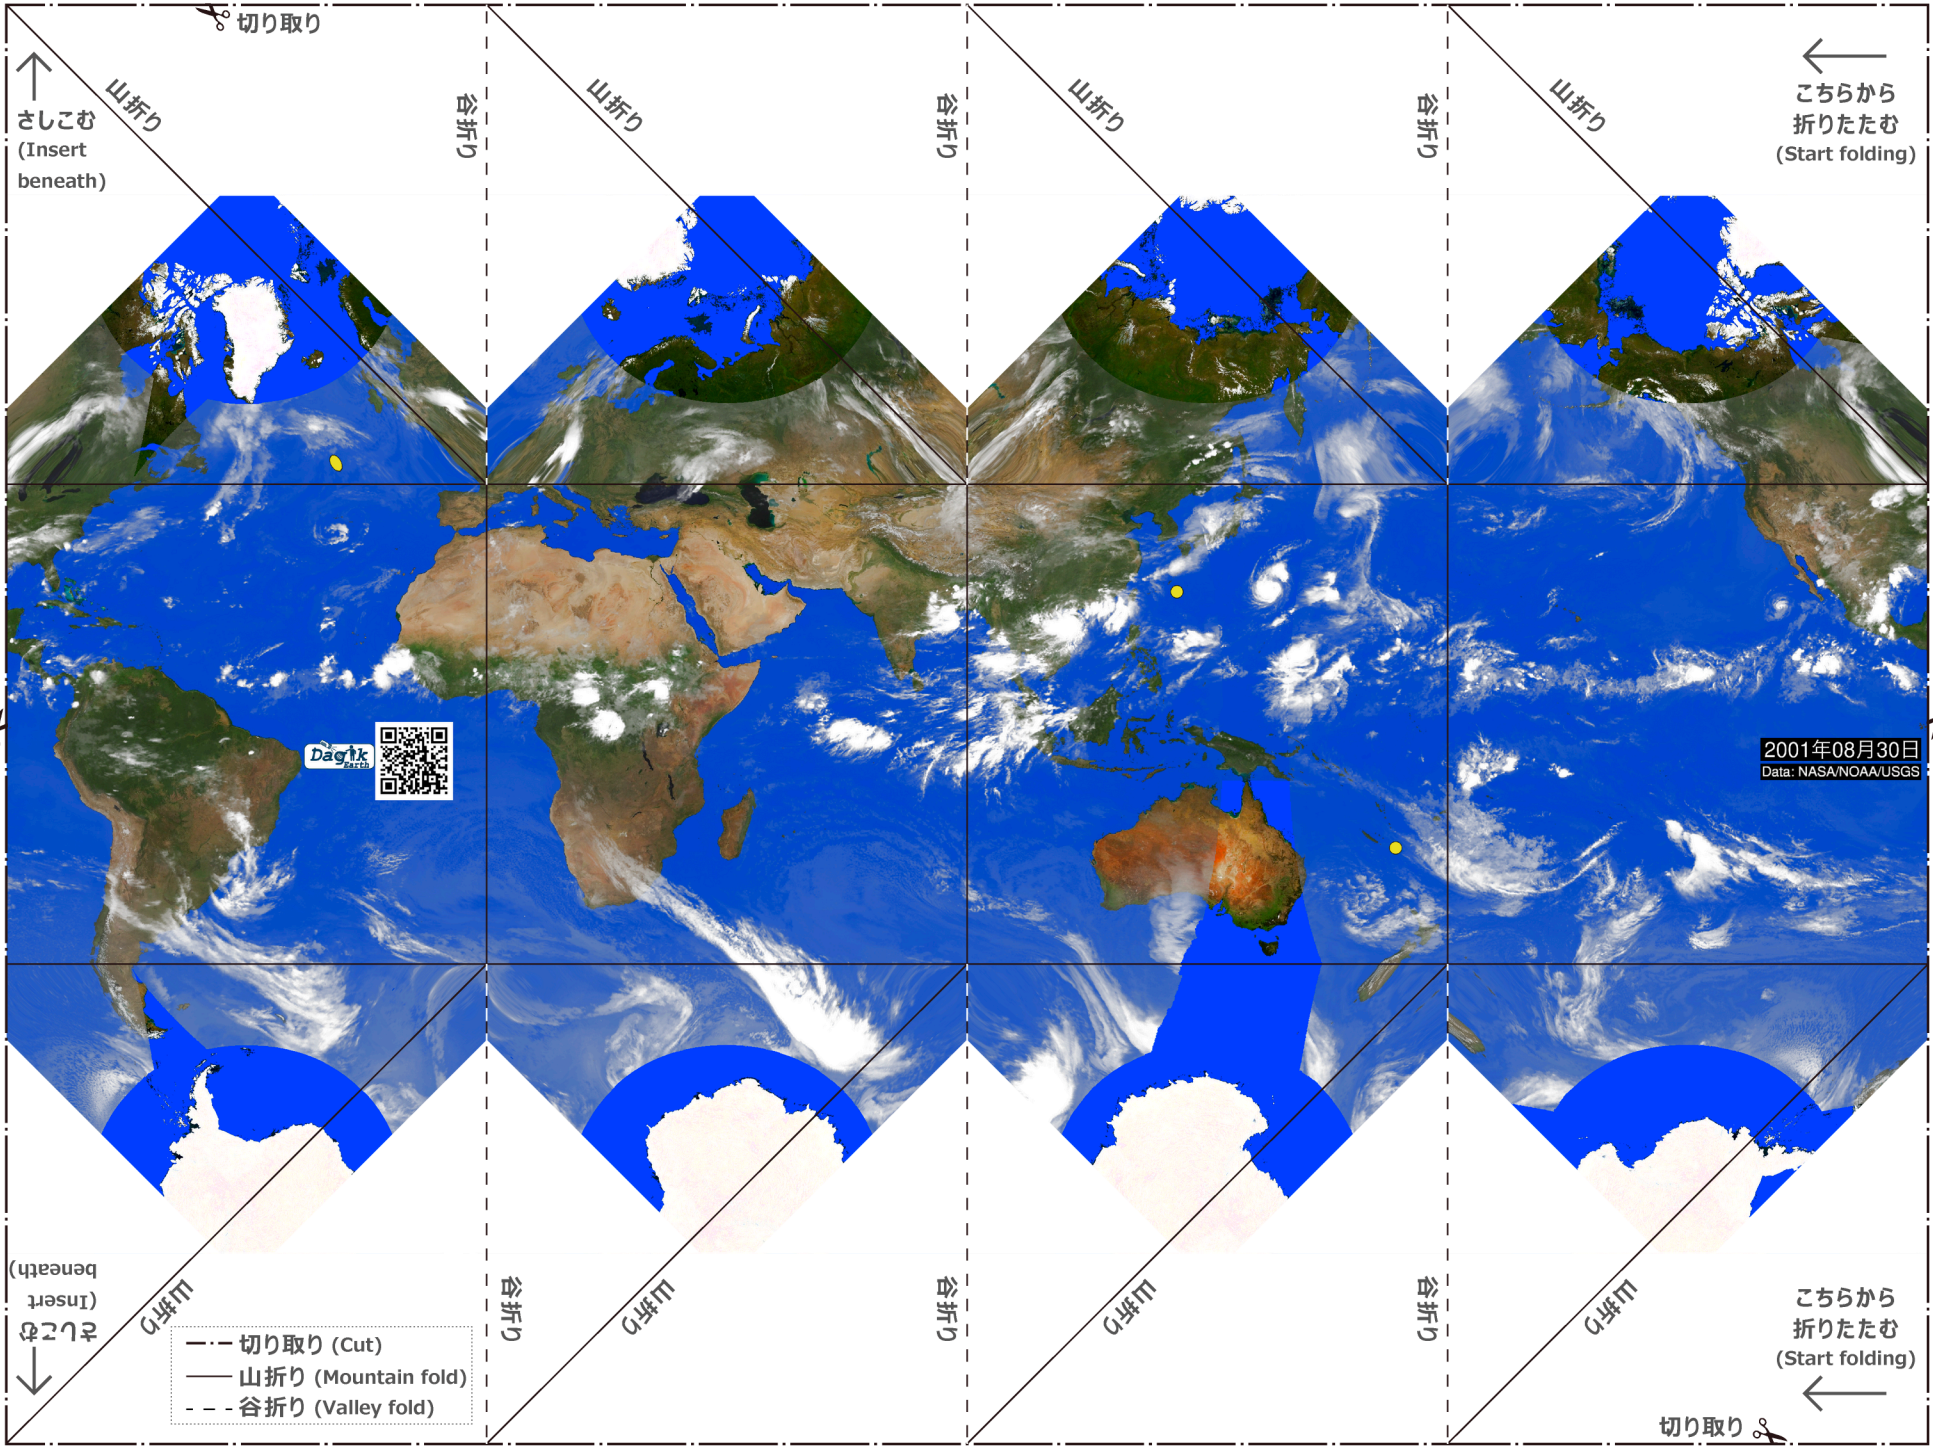 切り取り
山折り
谷折り
山折り
谷折り
山折り
谷折り
山折り
さしこむ
(Insert
beneath)
こちらから
折りたたむ
(Start folding)
Dagik
Earth
2001年08月30日
Data: NASA/NOAA/USGS
さしこむ
(Insert
beneath)
山折り
谷折り
山折り
谷折り
山折り
谷折り
山折り
こちらから
折りたたむ
(Start folding)
切り取り (Cut)
山折り (Mountain fold)
谷折り (Valley fold)
切り取り